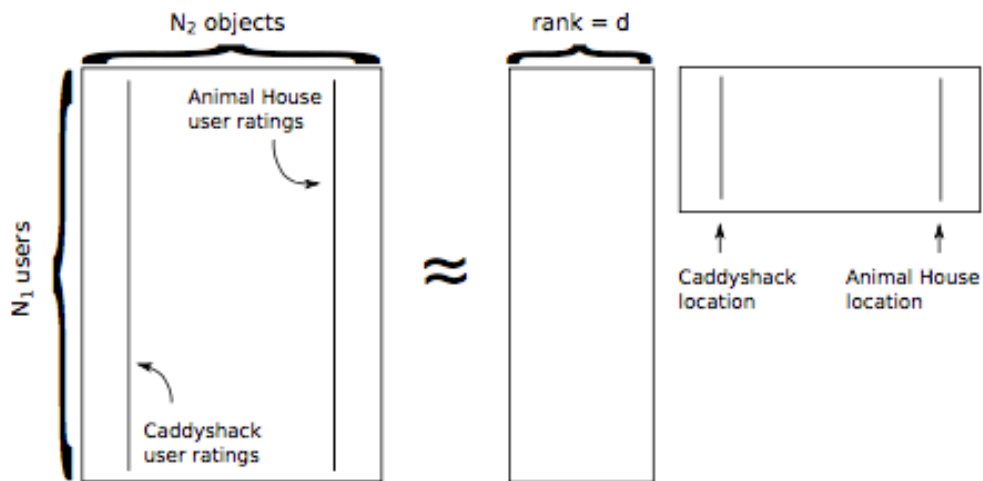 N₂ objects
rank = d
Animal House
user ratings
N₁ users
≈
Caddyshack
location
Animal House
location
Caddyshack
user ratings